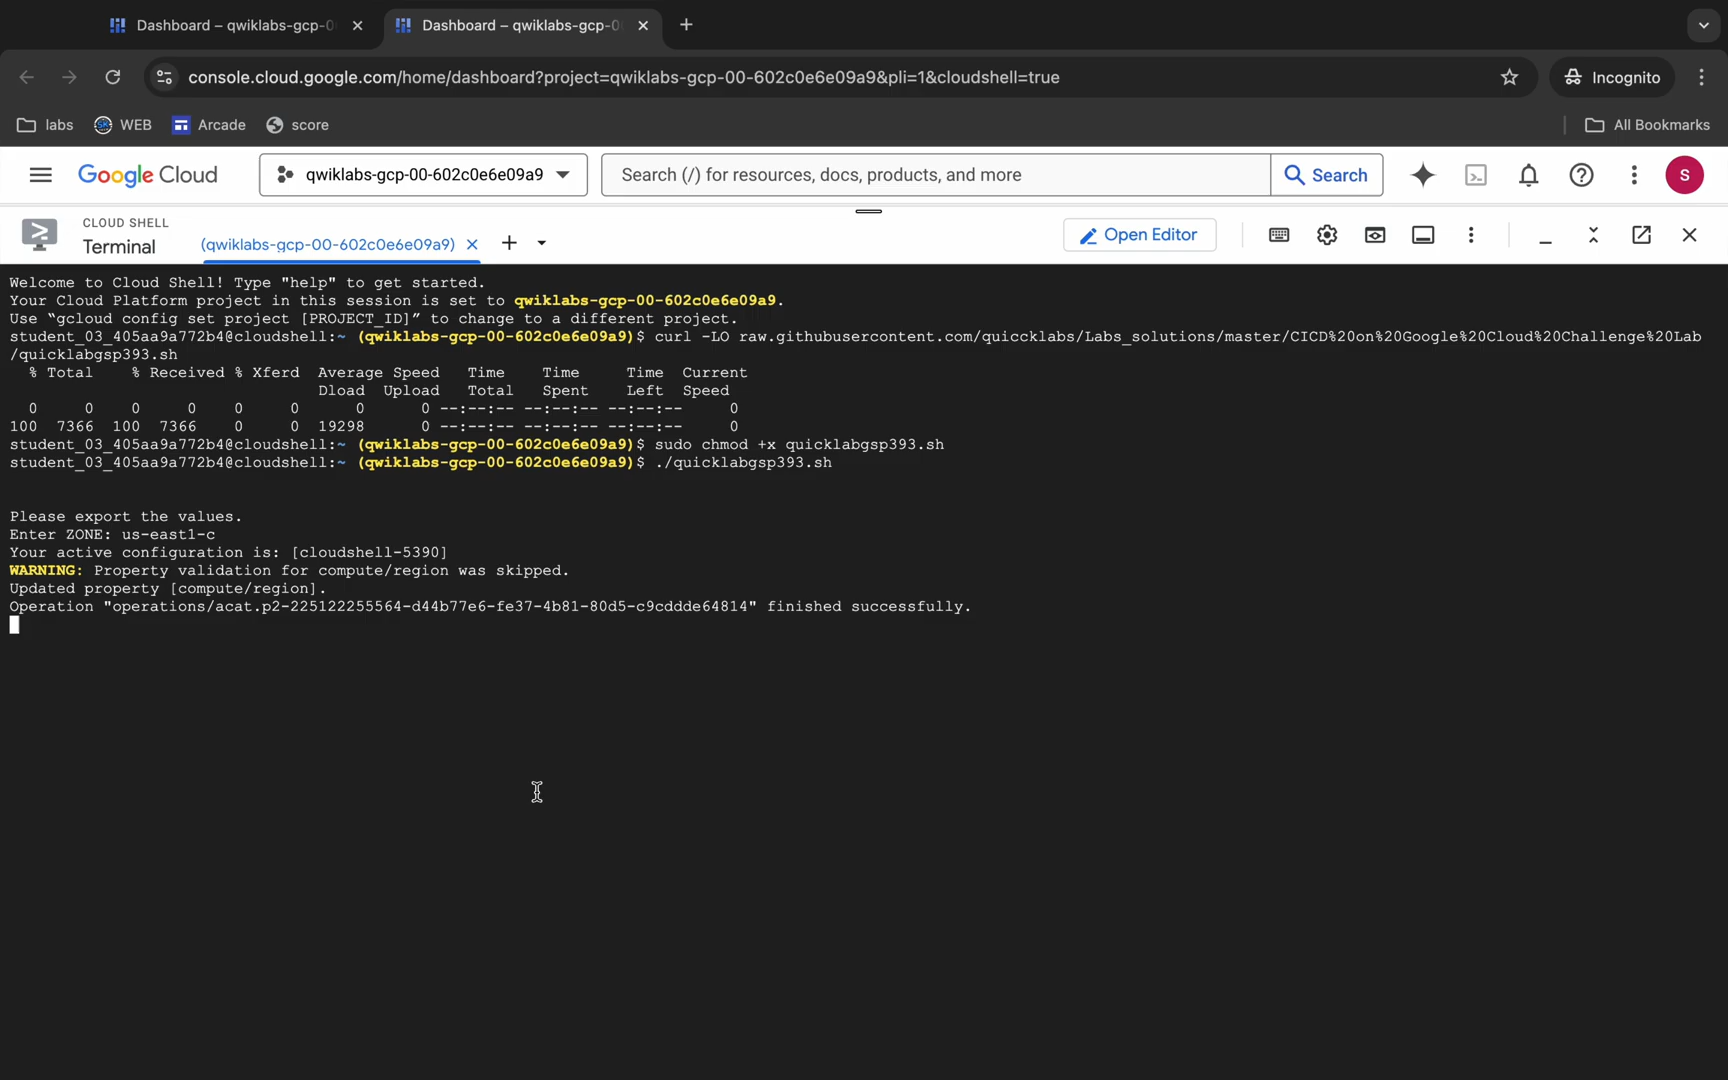 Dashboard – qwiklabs-gcp-0
Dashboard – qwiklabs-gcp-0
console.cloud.google.com/home/dashboard?project=qwiklabs-gcp-00-602c0e6e09a9&pli=1&cloudshell=true
Incognito
labs
WEB
Arcade
score
All Bookmarks
Google Cloud
qwiklabs-gcp-00-602c0e6e09a9
Search (/) for resources, docs, products, and more
Search
S
CLOUD SHELL
Terminal
(qwiklabs-gcp-00-602c0e6e09a9)
Open Editor
Welcome to Cloud Shell! Type "help" to get started.
Your Cloud Platform project in this session is set to qwiklabs-gcp-00-602c0e6e09a9.
Use “gcloud config set project [PROJECT_ID]” to change to a different project.
student_03_405aa9a772b4@cloudshell:~ (qwiklabs-gcp-00-602c0e6e09a9)$ curl -LO raw.githubusercontent.com/quiccklabs/Labs_solutions/master/CICD%20on%20Google%20Cloud%20Challenge%20Lab
/quicklabgsp393.sh
% Total % Received % Xferd Average Speed Time Time Time Current
Dload Upload Total Spent Left Speed
0 0 0 0 0 0 0 0 --:--:-- --:--:-- --:--:-- 0
100 7366 100 7366 0 0 19298 0 --:--:-- --:--:-- --:--:-- 0
student_03_405aa9a772b4@cloudshell:~ (qwiklabs-gcp-00-602c0e6e09a9)$ sudo chmod +x quicklabgsp393.sh
student_03_405aa9a772b4@cloudshell:~ (qwiklabs-gcp-00-602c0e6e09a9)$ ./quicklabgsp393.sh
Please export the values.
Enter ZONE: us-east1-c
Your active configuration is: [cloudshell-5390]
WARNING: Property validation for compute/region was skipped.
Updated property [compute/region].
Operation "operations/acat.p2-225122255564-d44b77e6-fe37-4b81-80d5-c9cddde64814" finished successfully.